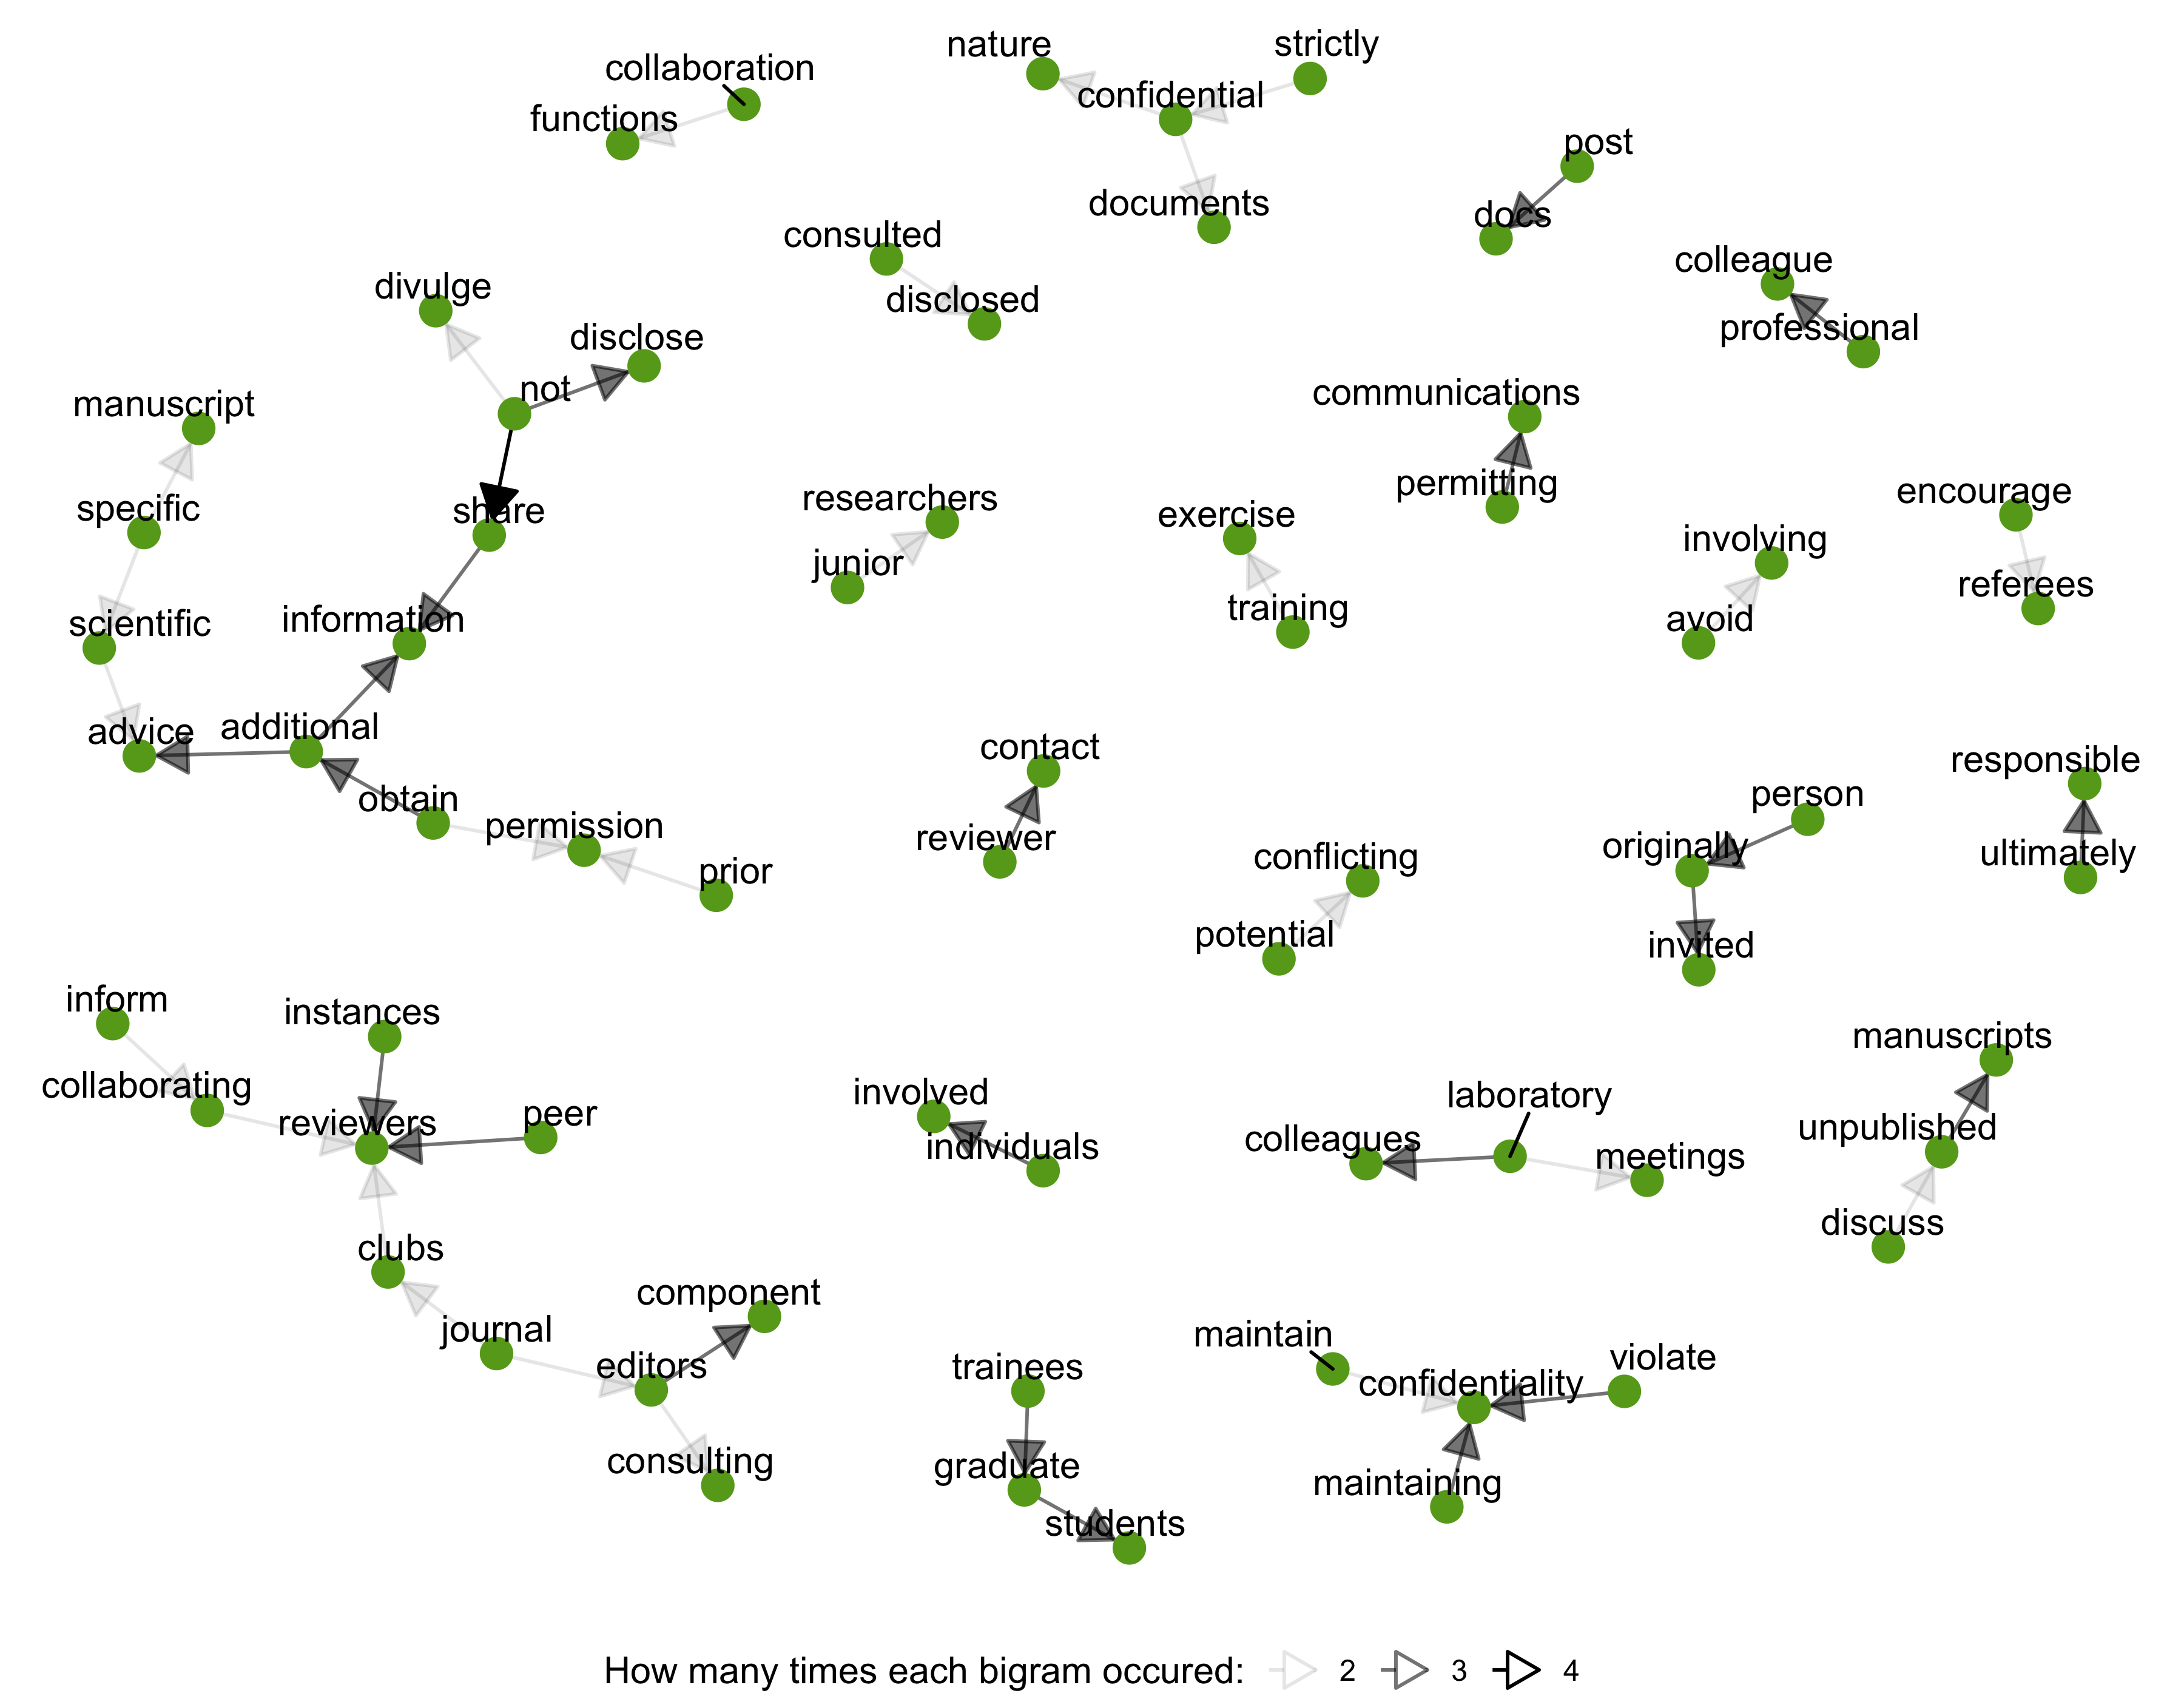 nature
strictly
collaboration
confidential
functions
post
documents
docs
consulted
colleague
divulge
disclosed
professional
disclose
not
communications
manuscript
permitting
encourage
researchers
specific
share
exercise
involving
junior
referees
information
training
avoid
scientific
additional
advice
contact
responsible
obtain
permission
person
reviewer
originally
ultimately
conflicting
prior
potential
invited
inform
instances
manuscripts
collaborating
involved
laboratory
reviewers
peer
unpublished
individuals
colleagues
meetings
discuss
clubs
component
journal
maintain
editors
trainees
violate
confidentiality
consulting
graduate
maintaining
students
How many times each bigram occured: 2 3 4